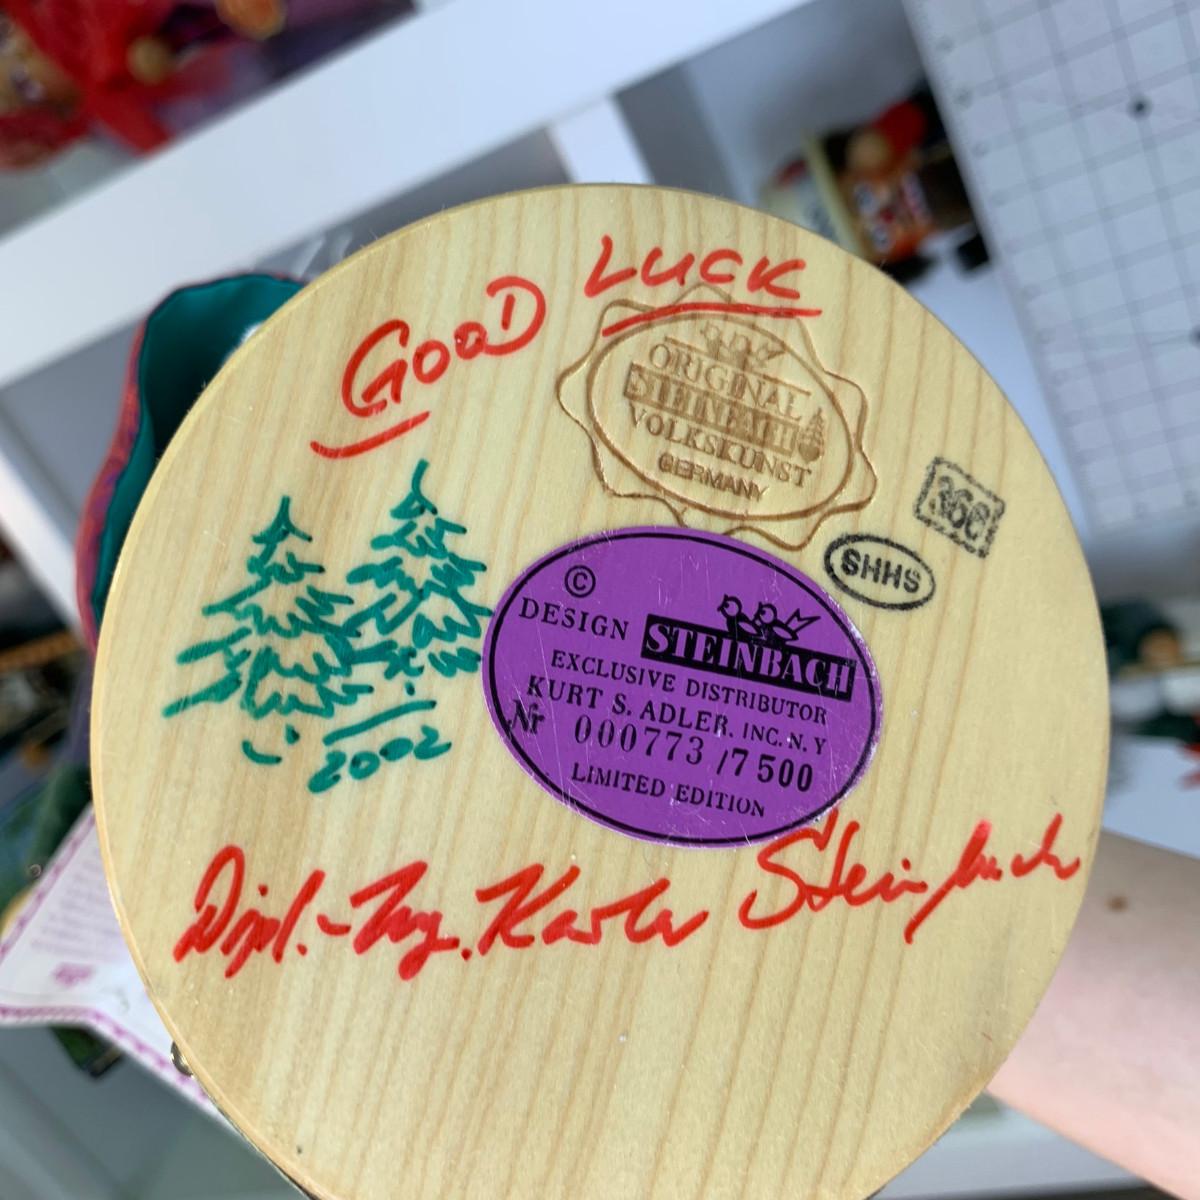 GOOD LUCK
ORIGINAL
STEINBACH
VOLKSKUNST
GERMANY
36C
SHHS
©
DESIGN STEINBACH
EXCLUSIVE DISTRIBUTOR
KURT S. ADLER, INC. N.Y
Nr 000773 /7500
LIMITED EDITION
2002
Dipl.-Ing. Karla Steinbach